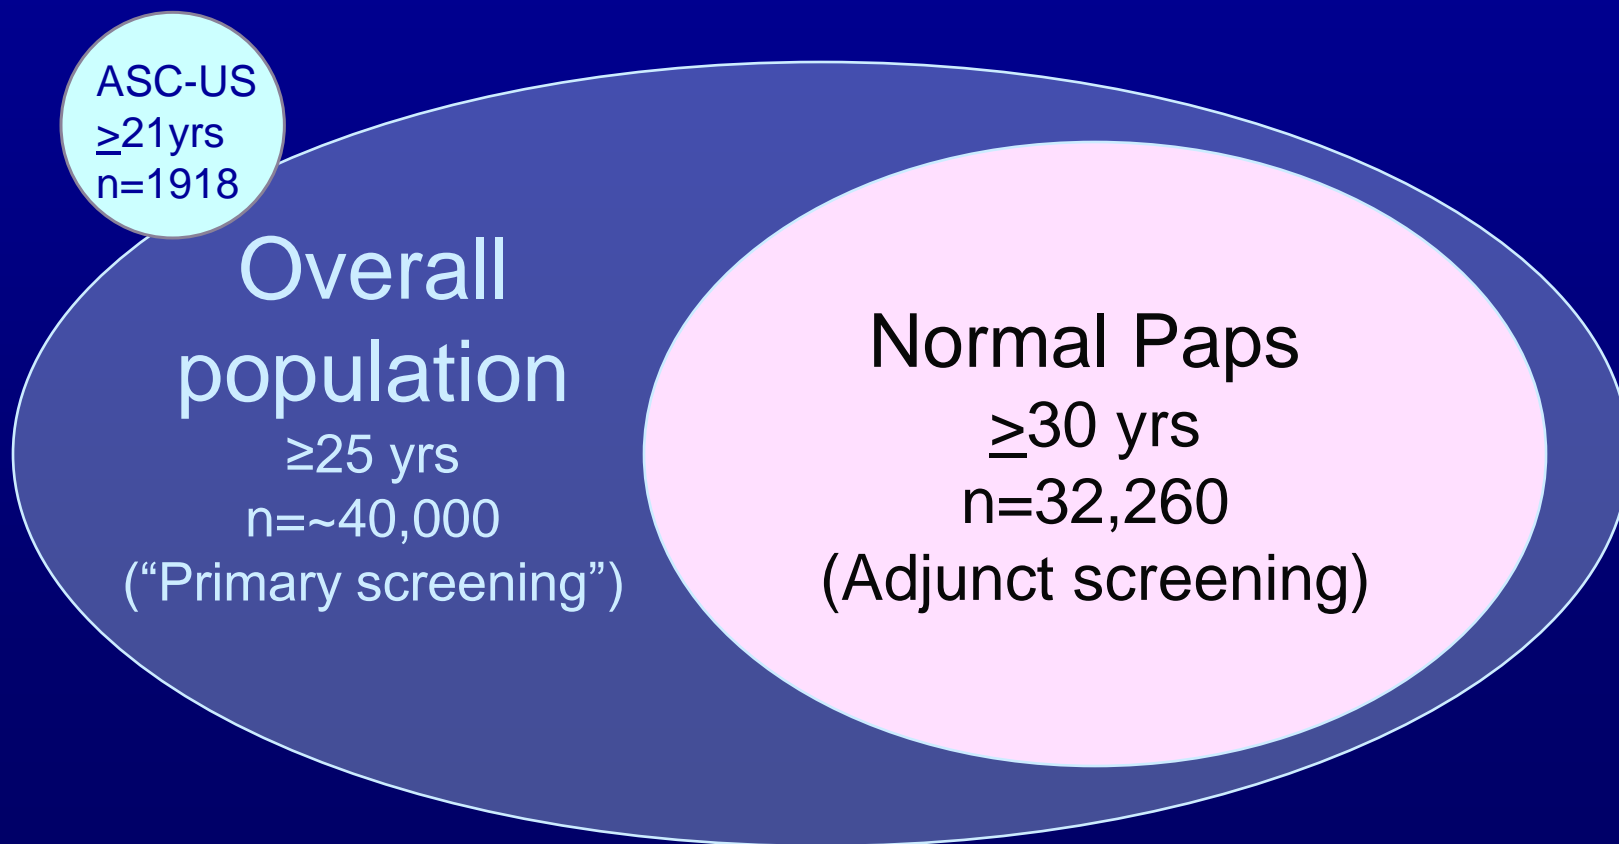 ASC-US
≥21yrs
n=1918
Overall
population
≥25 yrs
n=~40,000
(“Primary screening”)
Normal Paps
≥30 yrs
n=32,260
(Adjunct screening)